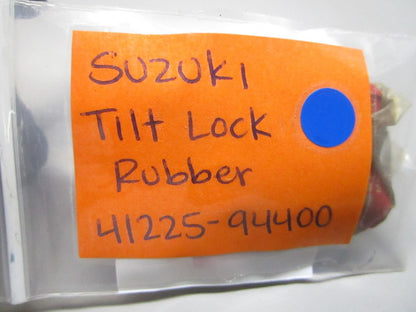 SUZUKI
Tilt Lock
Rubber
41225-94400